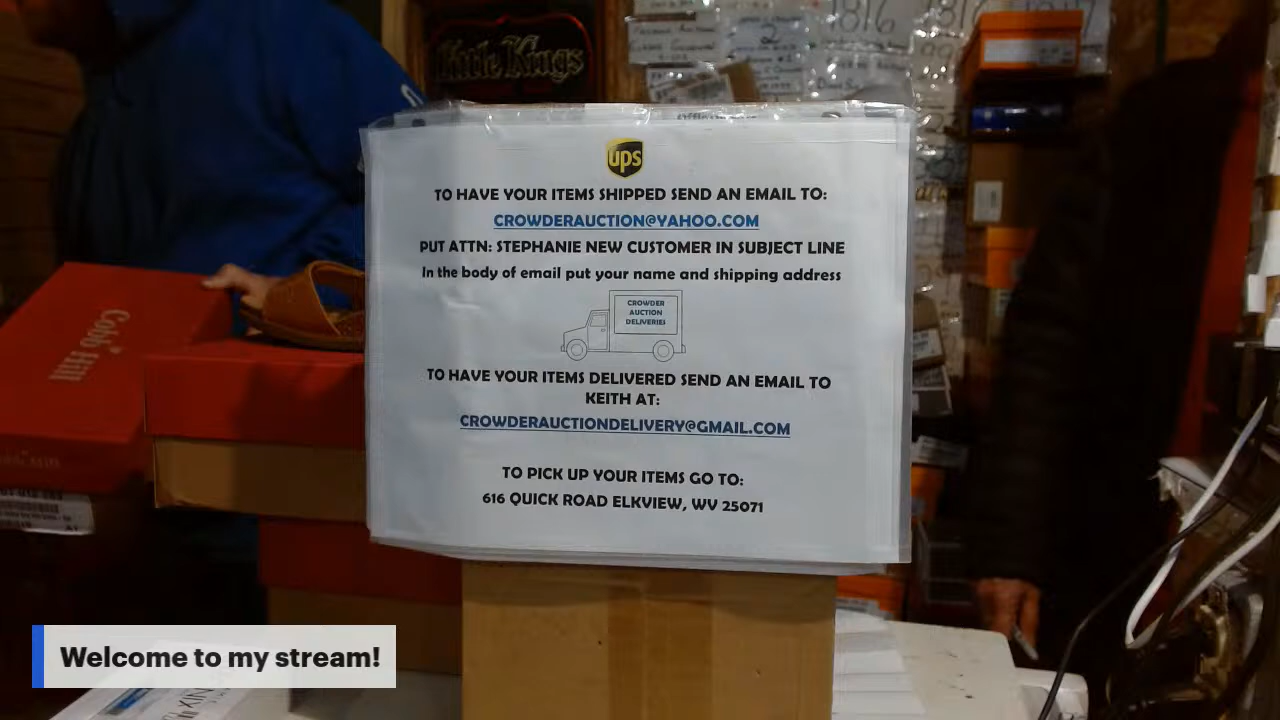 Little Kings
1816
ups
TO HAVE YOUR ITEMS SHIPPED SEND AN EMAIL TO:
CROWDERAUCTION@YAHOO.COM
PUT ATTN: STEPHANIE NEW CUSTOMER IN SUBJECT LINE
In the body of email put your name and shipping address
CROWDER
AUCTION
DELIVERIES
TO HAVE YOUR ITEMS DELIVERED SEND AN EMAIL TO
KEITH AT:
CROWDERAUCTIONDELIVERY@GMAIL.COM
TO PICK UP YOUR ITEMS GO TO:
616 QUICK ROAD ELKVIEW, WV 25071
Cobb Hill
Welcome to my stream!